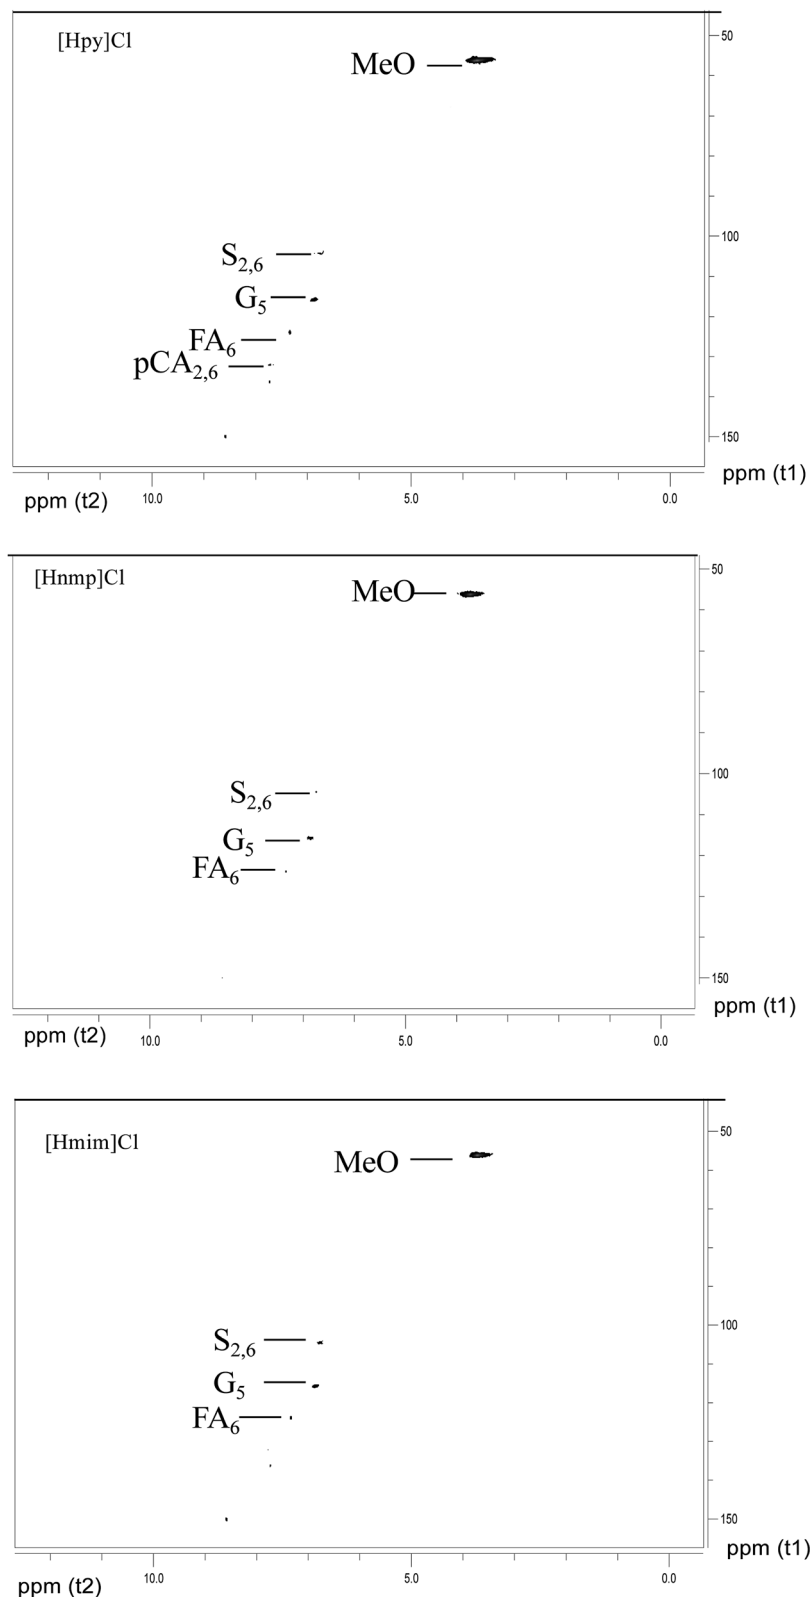 [Hpy]Cl
MeO
50
S2,6
100
G5
FA6
pCA2,6
150
ppm (t1)
ppm (t2)
10.0
5.0
0.0
[Hnmp]Cl
MeO
50
S2,6
100
G5
FA6
150
ppm (t1)
ppm (t2)
10.0
5.0
0.0
[Hmim]Cl
MeO
50
S2,6
100
G5
FA6
150
ppm (t1)
ppm (t2)
10.0
5.0
0.0